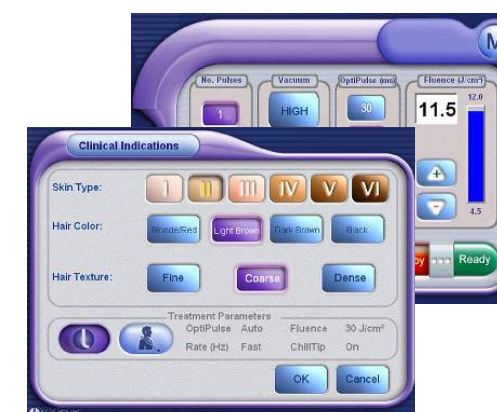 M
No. Pulses Vacuum OptiPulse (ms) Fluence (J/cm²)
1 HIGH 30 11.5 12.0
+
-
4.5
Ready
Clinical Indications
Skin Type: I II III IV V VI
Hair Color: Blonde/Red Light Brown Dark Brown Black
Hair Texture: Fine Coarse Dense
Treatment Parameters
OptiPulse Auto Fluence 30 J/cm²
Rate (Hz) Fast ChillTip On
OK Cancel